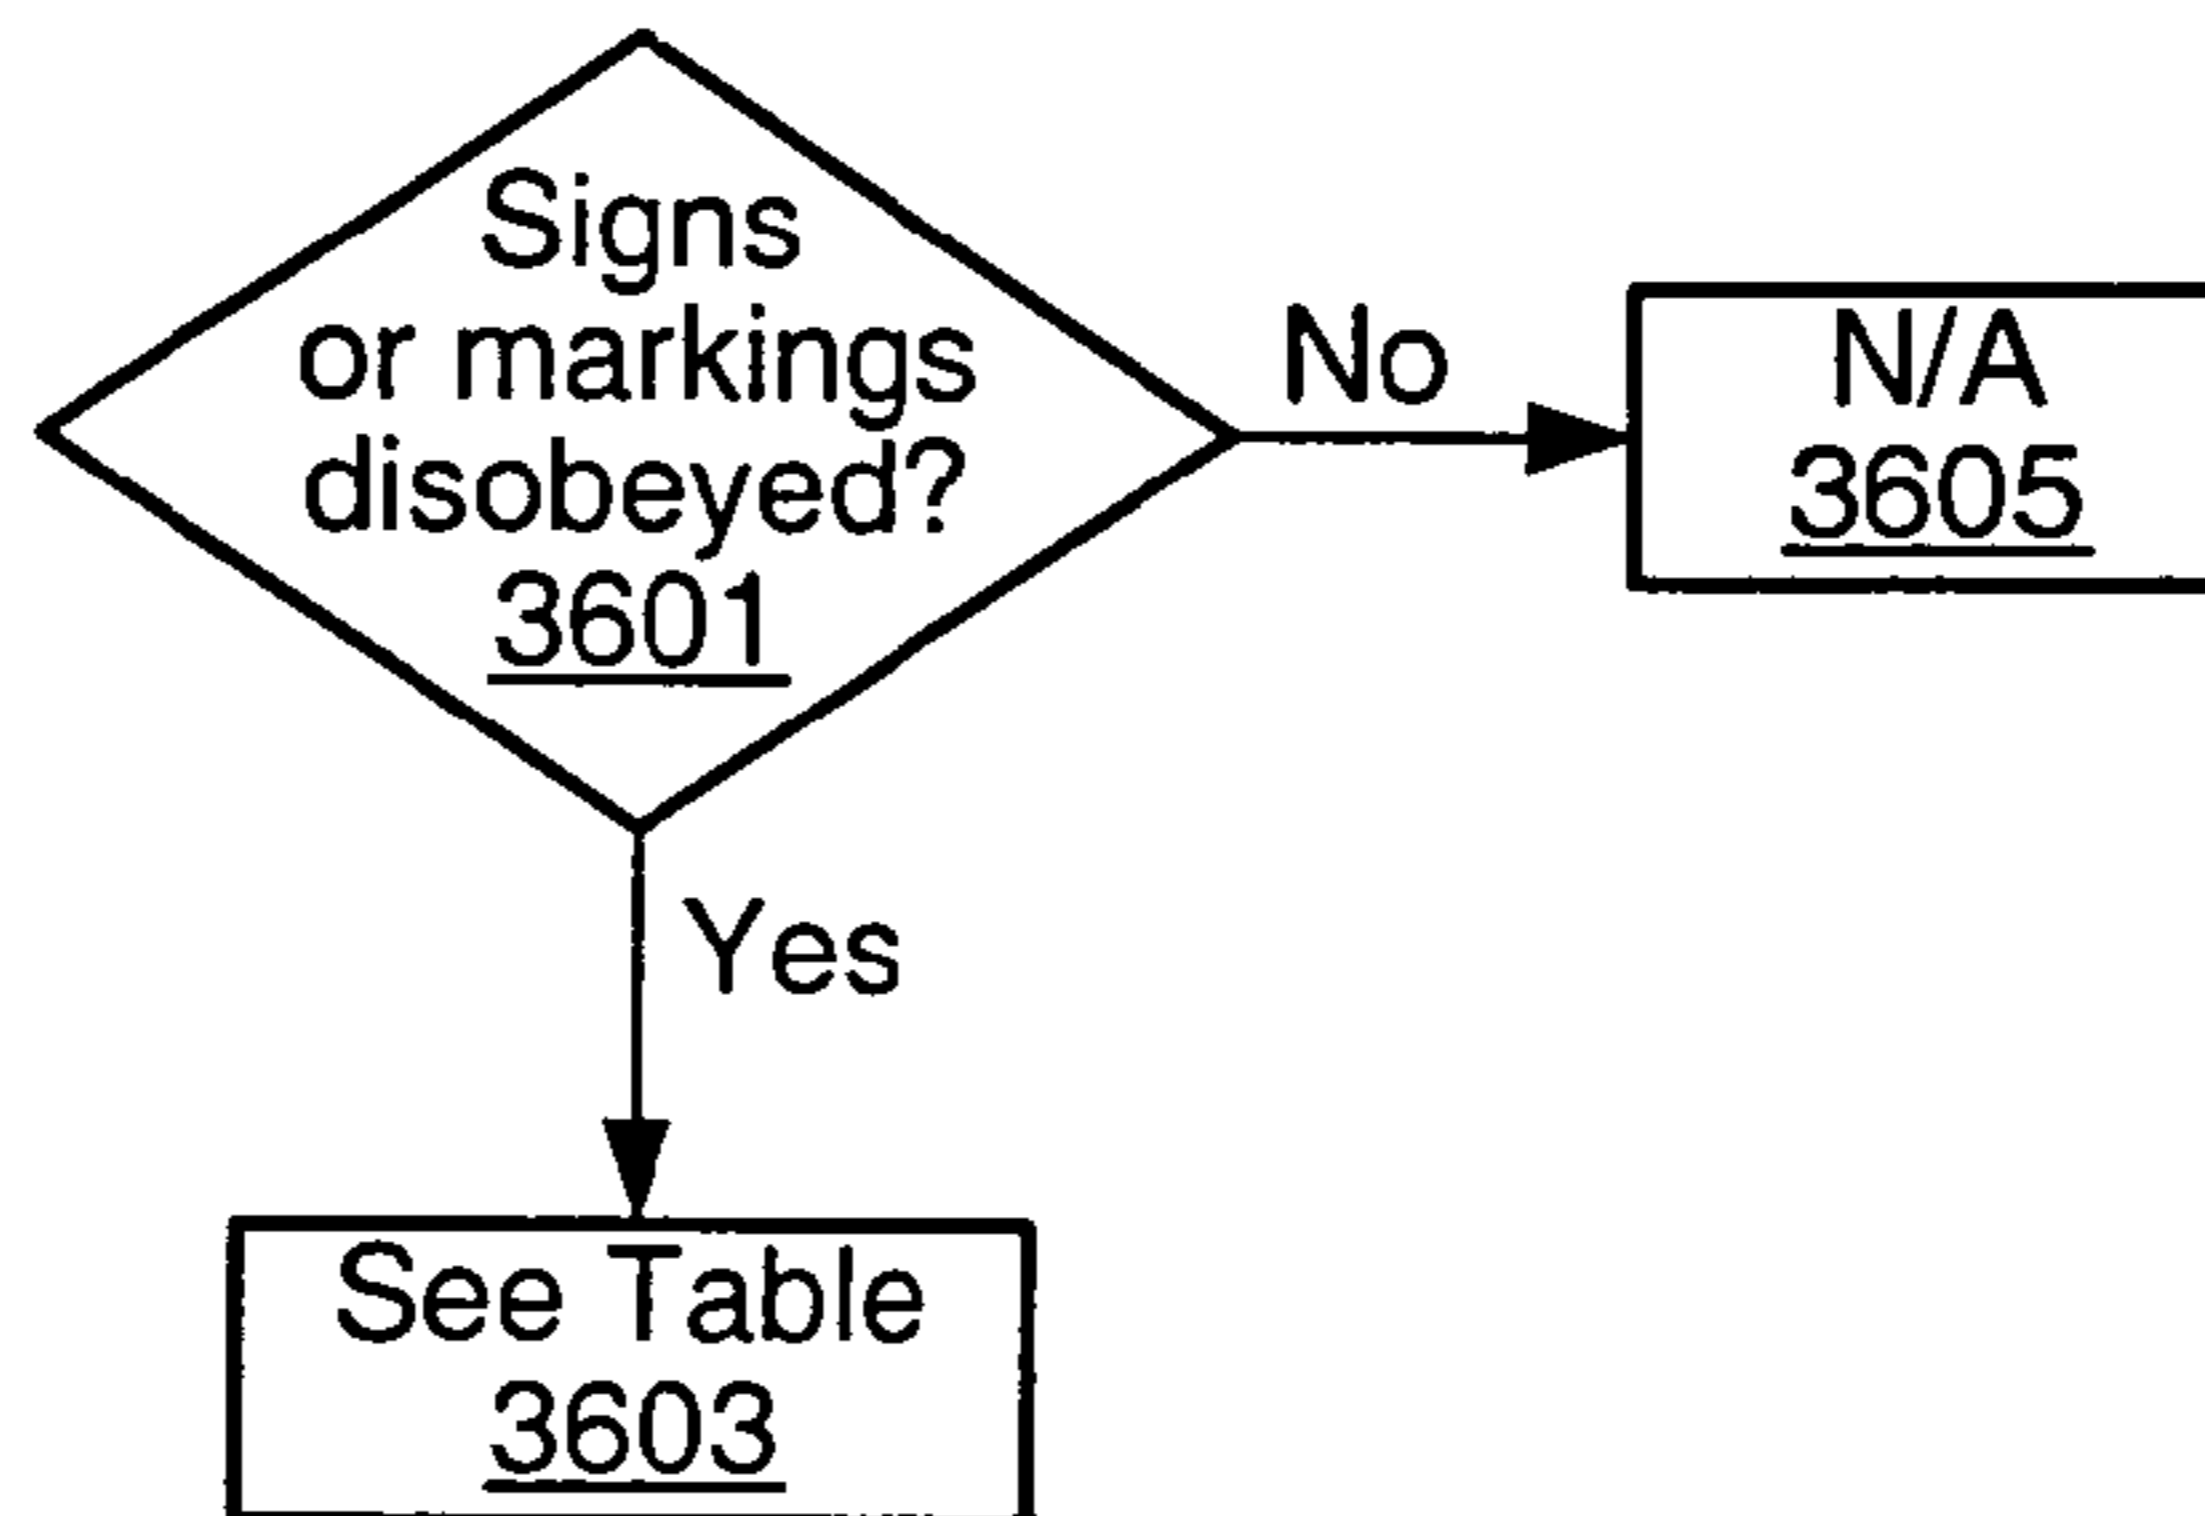 Signs
or markings
disobeyed?
3601
No
N/A
3605
Yes
See Table
3603